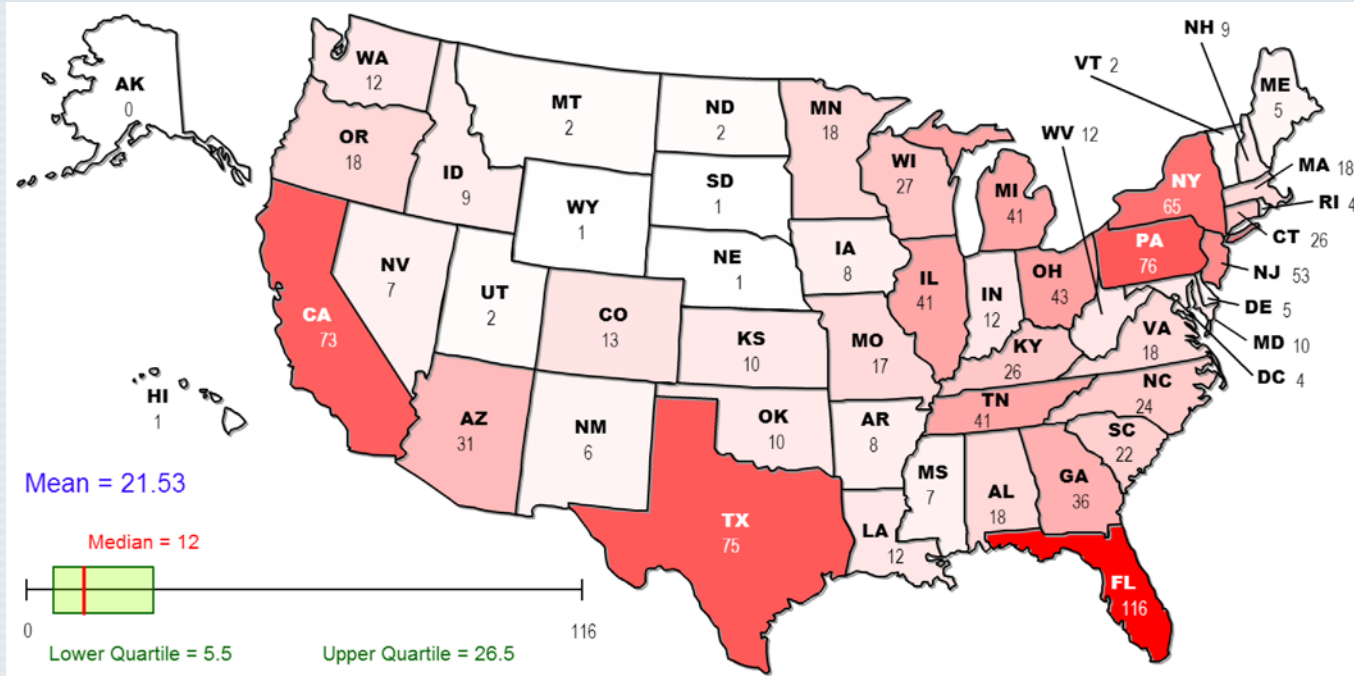 NH 9
VT 2
WA
12
AK
0
MT
2
ND
2
MN
18
ME
5
OR
18
WV 12
WI
27
MA 18
ID
9
SD
1
MI
41
NY
65
RI 4
WY
1
CT 26
PA
76
NV
7
NE
1
IA
8
NJ 53
UT
2
IL
41
OH
43
IN
12
DE 5
CA
73
CO
13
KS
10
MO
17
KY
26
VA
18
MD 10
DC 4
HI
1
TN
41
NC
24
AZ
31
NM
6
OK
10
AR
8
SC
22
MS
7
AL
18
GA
36
Mean = 21.53
TX
75
LA
12
Median = 12
FL
116
0
116
Lower Quartile = 5.5
Upper Quartile = 26.5